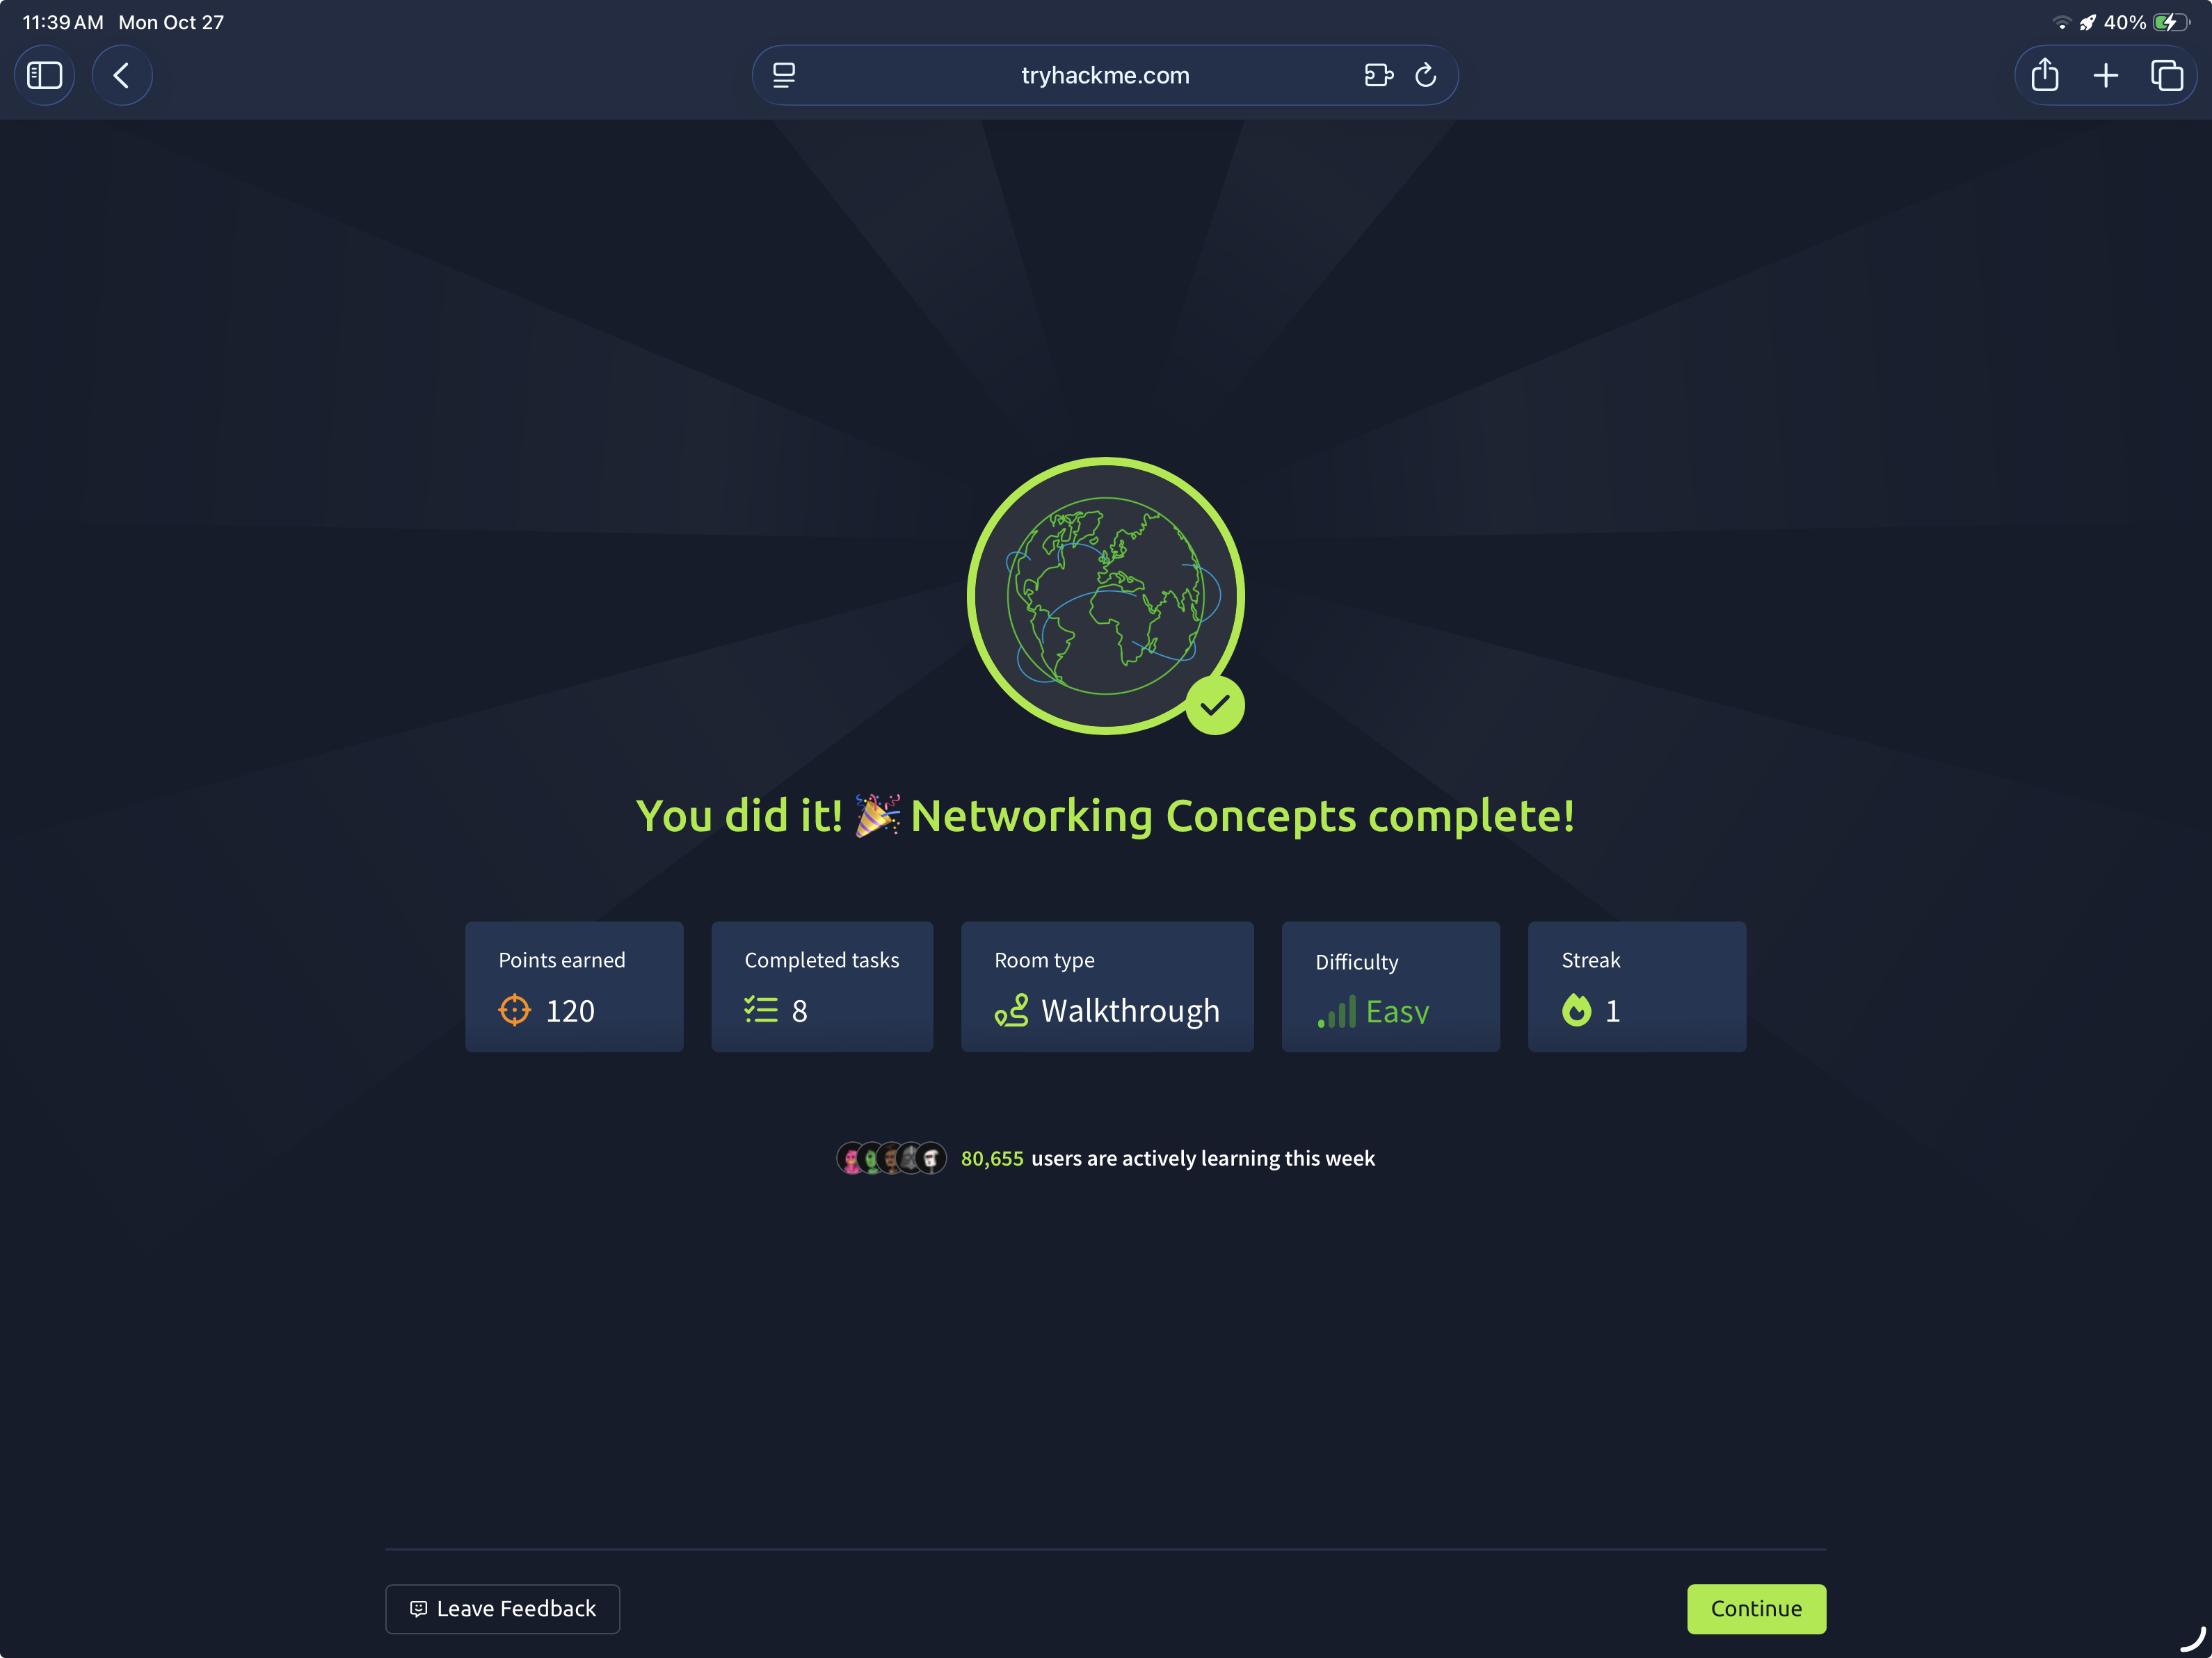 11:39 AM Mon Oct 27
40%
tryhackme.com
You did it! 🎉 Networking Concepts complete!
Points earned
120
Completed tasks
8
Room type
Walkthrough
Difficulty
Easy
Streak
1
80,655 users are actively learning this week
Leave Feedback
Continue